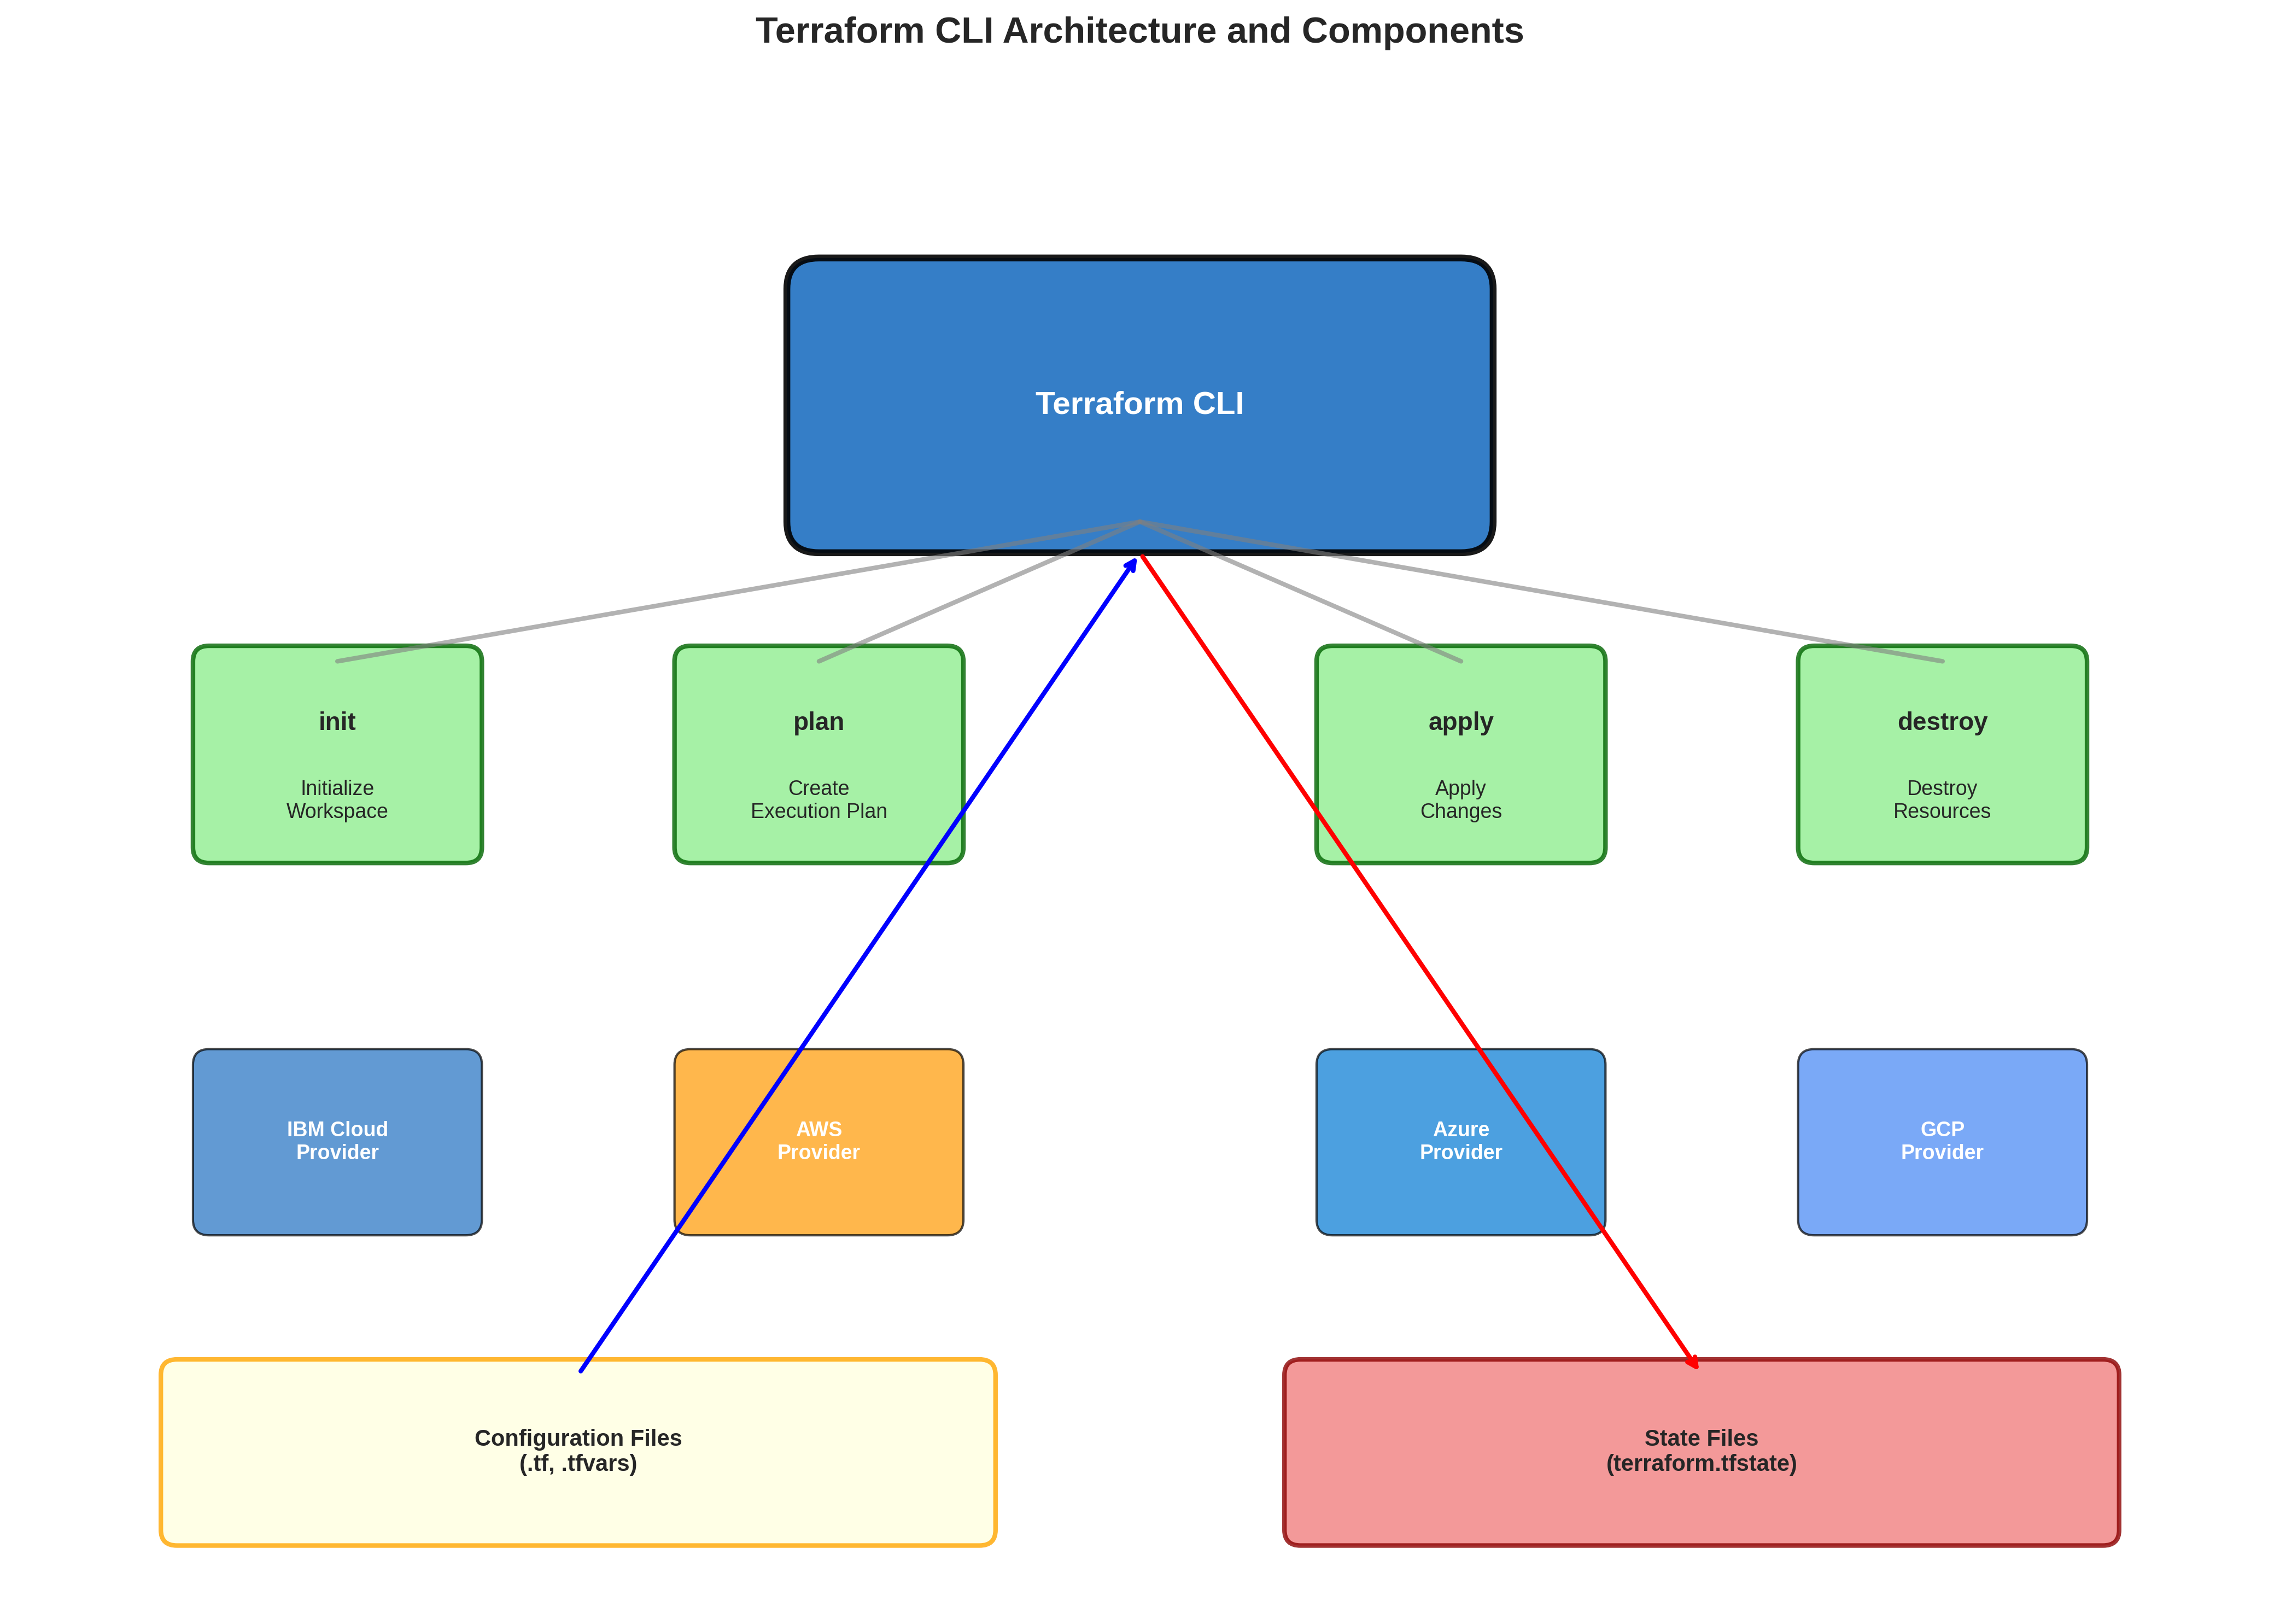 Terraform CLI Architecture and Components
Terraform CLI
init
Initialize
Workspace
plan
Create
Execution Plan
apply
Apply
Changes
destroy
Destroy
Resources
IBM Cloud
Provider
AWS
Provider
Azure
Provider
GCP
Provider
Configuration Files
(.tf, .tfvars)
State Files
(terraform.tfstate)